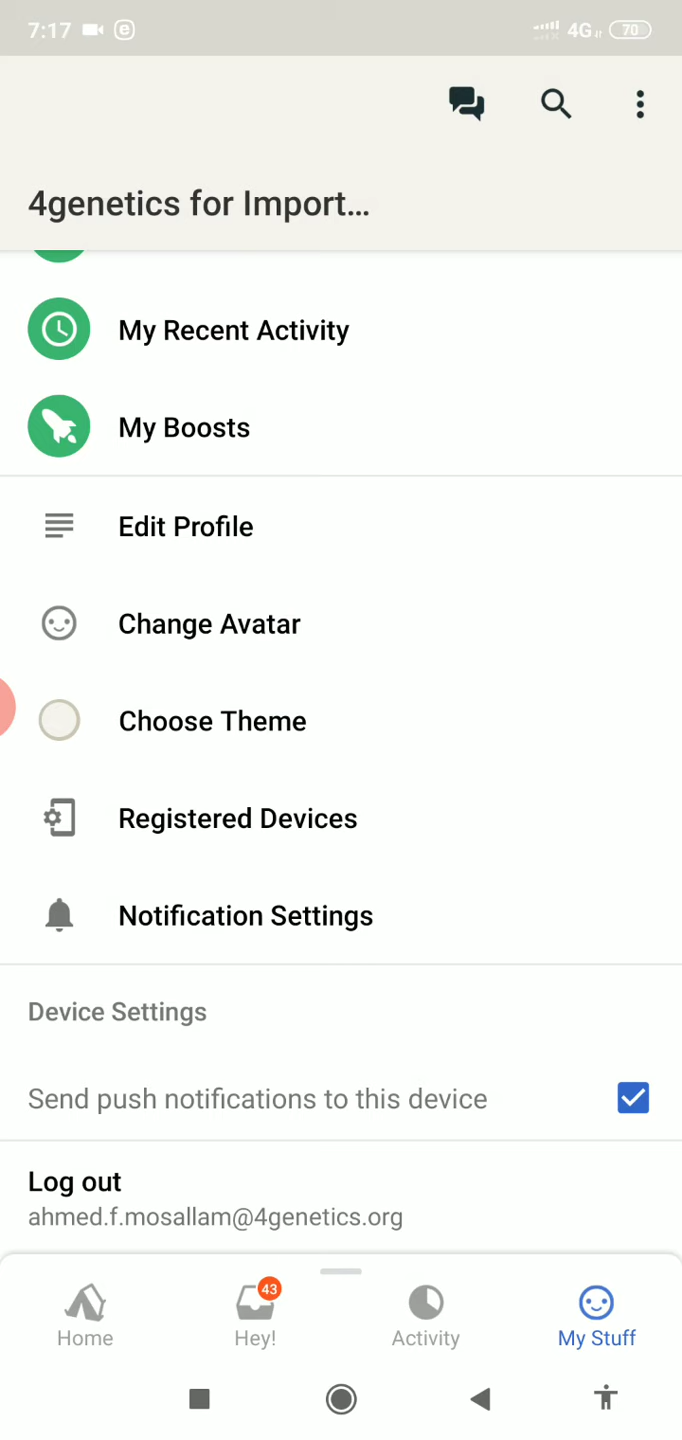 7:17 4G 70
4genetics for Import...
My Recent Activity
My Boosts
Edit Profile
Change Avatar
Choose Theme
Registered Devices
Notification Settings
Device Settings
Send push notifications to this device
Log out
ahmed.f.mosallam@4genetics.org
43
Home Hey! Activity My Stuff